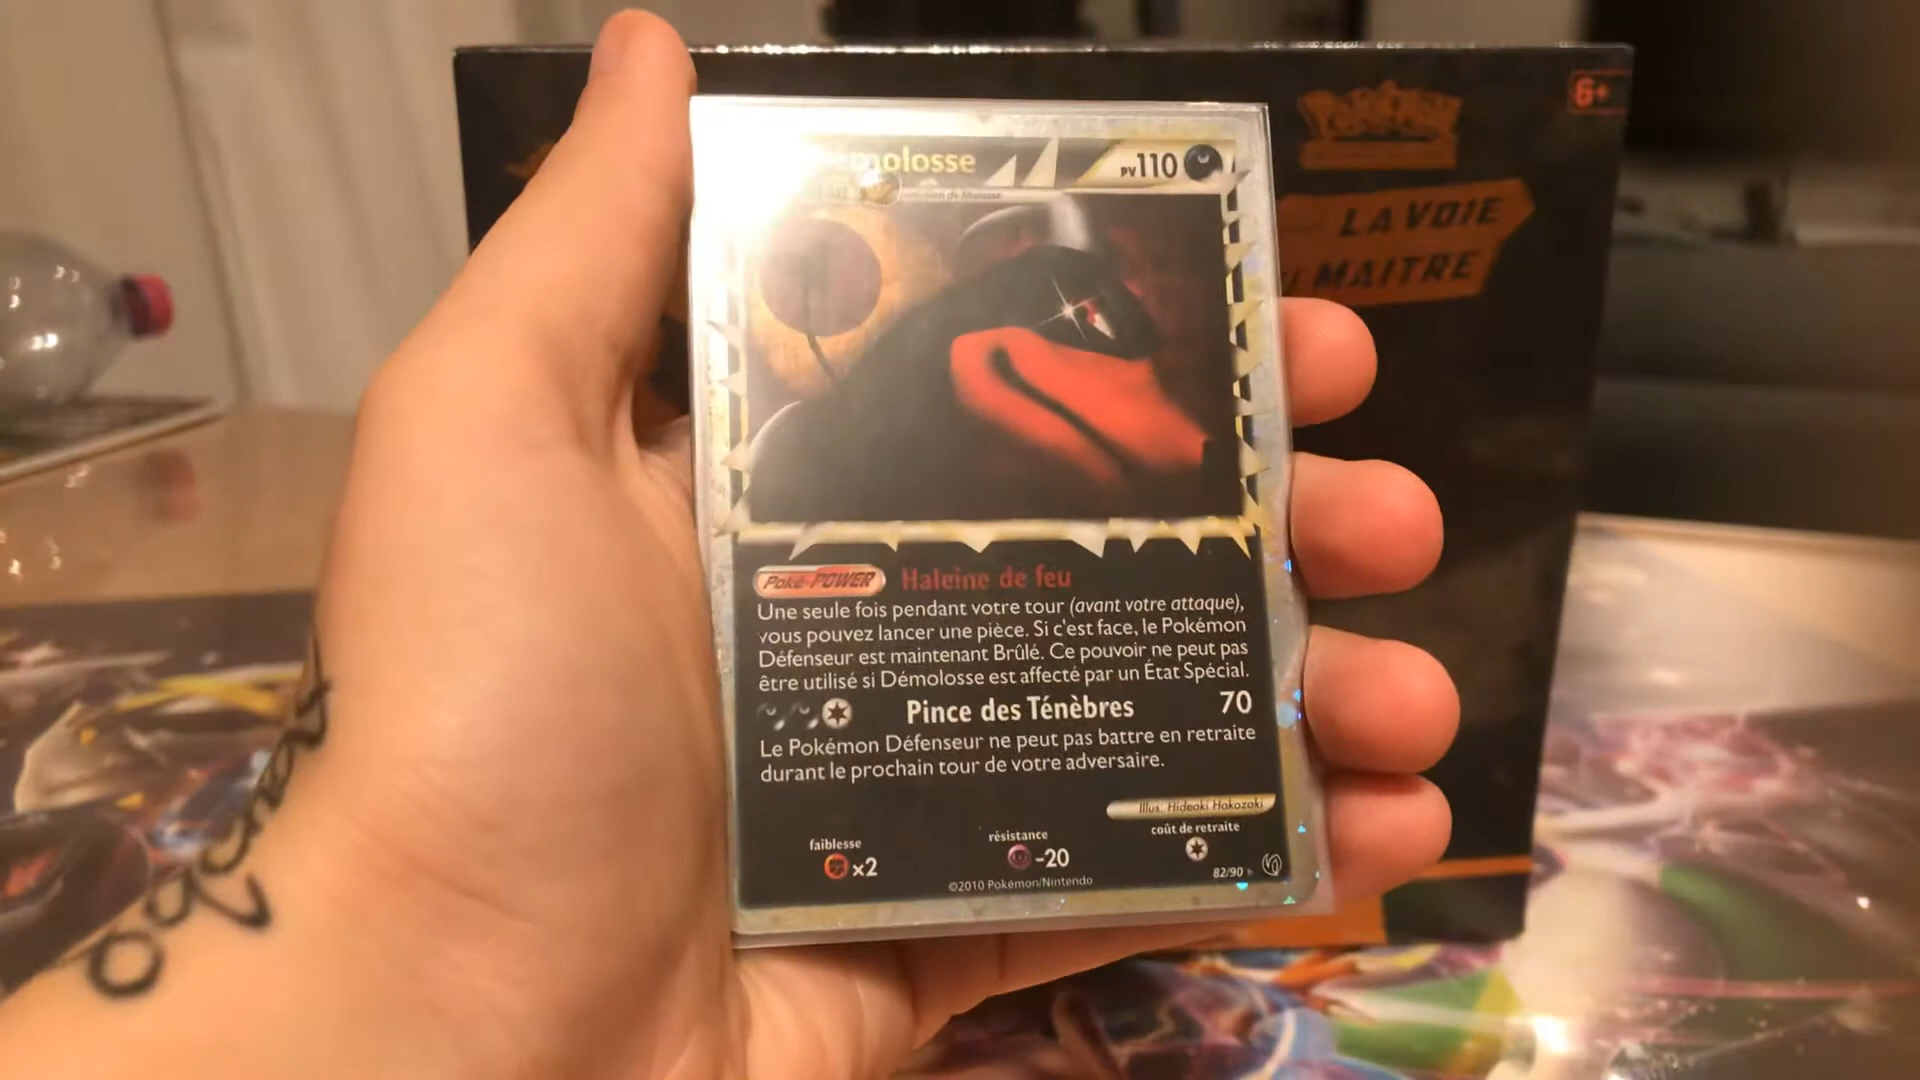 Pokémon
6+
molosse
PV110
LA VOIE
MAITRE
Poké-POWER Haleine de feu
Une seule fois pendant votre tour (avant votre attaque),
vous pouvez lancer une pièce. Si c'est face, le Pokémon
Défenseur est maintenant Brûlé. Ce pouvoir ne peut pas
être utilisé si Démolosse est affecté par un État Spécial.
Pince des Ténèbres 70
Le Pokémon Défenseur ne peut pas battre en retraite
durant le prochain tour de votre adversaire.
Illus. Hideaki Hakozaki
faiblesse
x2
résistance
-20
coût de retraite
©2010 Pokémon/Nintendo
82/90